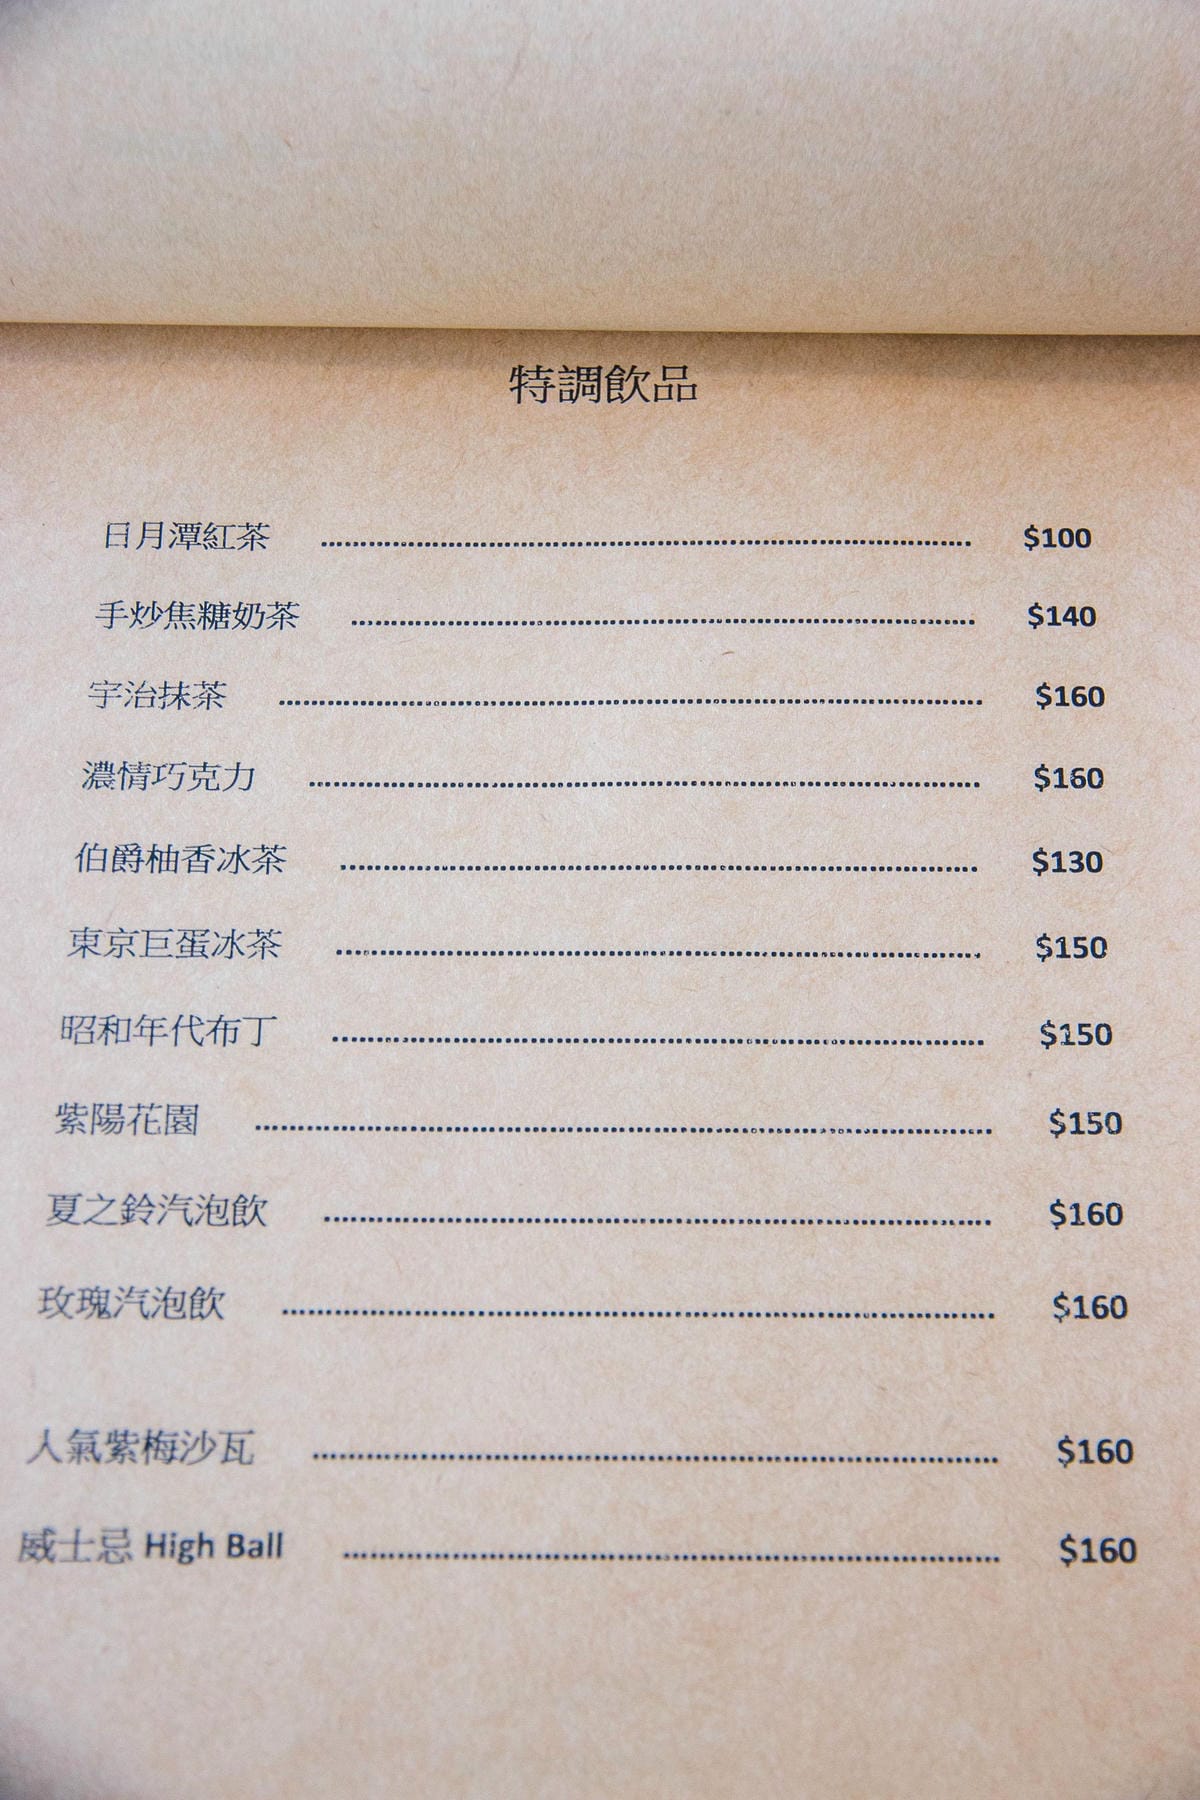 特調飲品
日月潭紅茶 ........................ $100
手炒焦糖奶茶 ........................ $140
宇治抹茶 ........................ $160
濃情巧克力 ........................ $160
伯爵柚香冰茶 ........................ $130
東京巨蛋冰茶 ........................ $150
昭和年代布丁 ........................ $150
紫陽花園 ........................ $150
夏之鈴汽泡飲 ........................ $160
玫瑰汽泡飲 ........................ $160
人氣紫梅沙瓦 ........................ $160
威士忌 High Ball ........................ $160